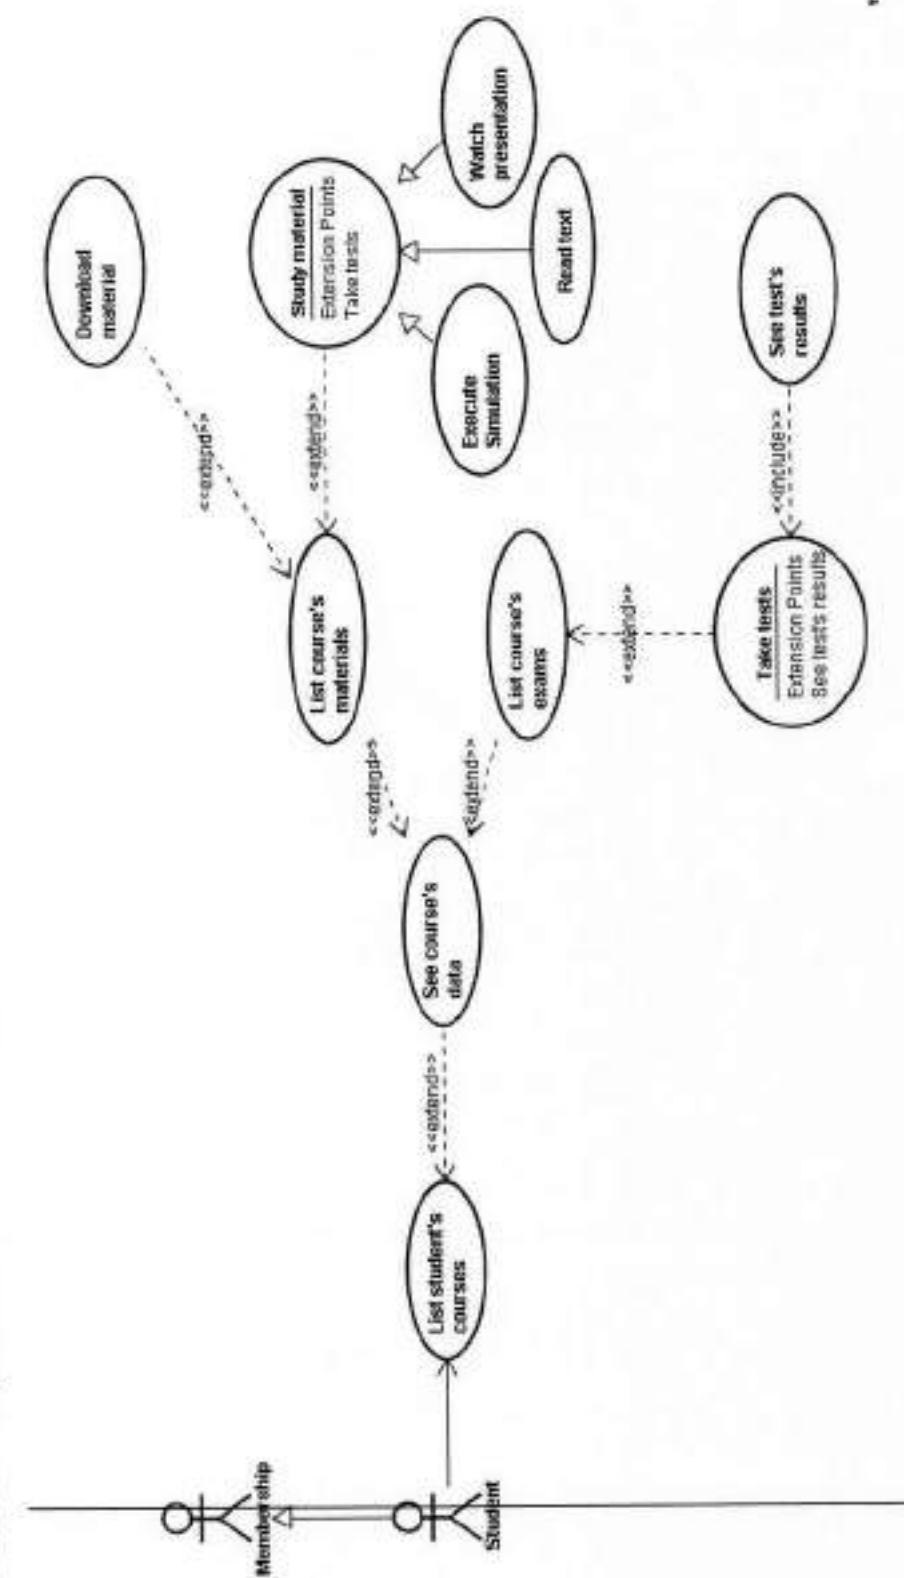 Membership
Student
List student's
courses
<<extend>>
See course's
data
<<extend>>
<<extend>>
List course's
materials
List course's
exams
<<extend>>
<<extend>>
<<extend>>
Download
material
Study material
Extension Points
Take tests
Execute
Simulation
Read text
Watch
presentation
Take tests
Extension Points
See test's results
<<include>>
See test's
results